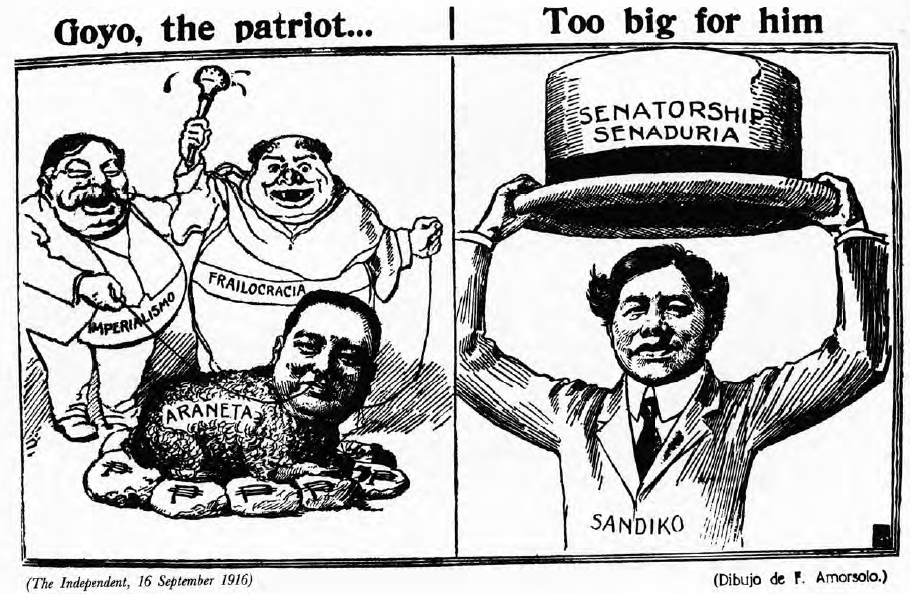 Goyo, the patriot...
Too big for him
IMPERIALISMO
FRAILOCRACIA
ARANETA
₱ ₱ ₱ ₱ ₱
SENATORSHIP
SENADURIA
SANDIKO
(The Independent, 16 September 1916)
(Dibujo de F. Amorsolo.)